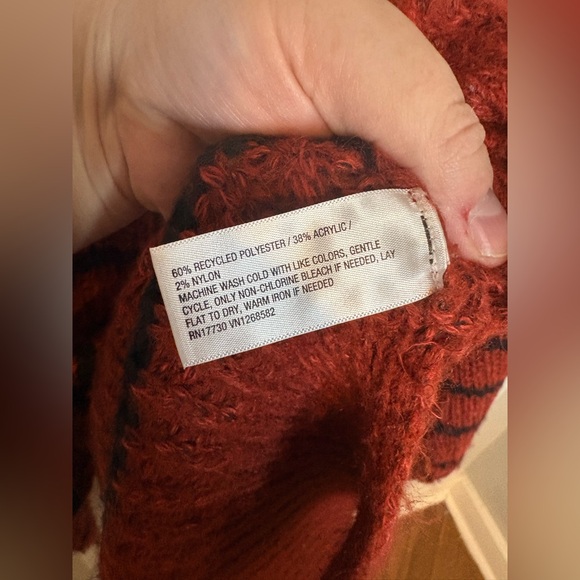 60% RECYCLED POLYESTER / 38% ACRYLIC /
2% NYLON
MACHINE WASH COLD WITH LIKE COLORS, GENTLE
CYCLE, ONLY NON-CHLORINE BLEACH IF NEEDED, LAY
FLAT TO DRY, WARM IRON IF NEEDED
RN17730 VN1268582